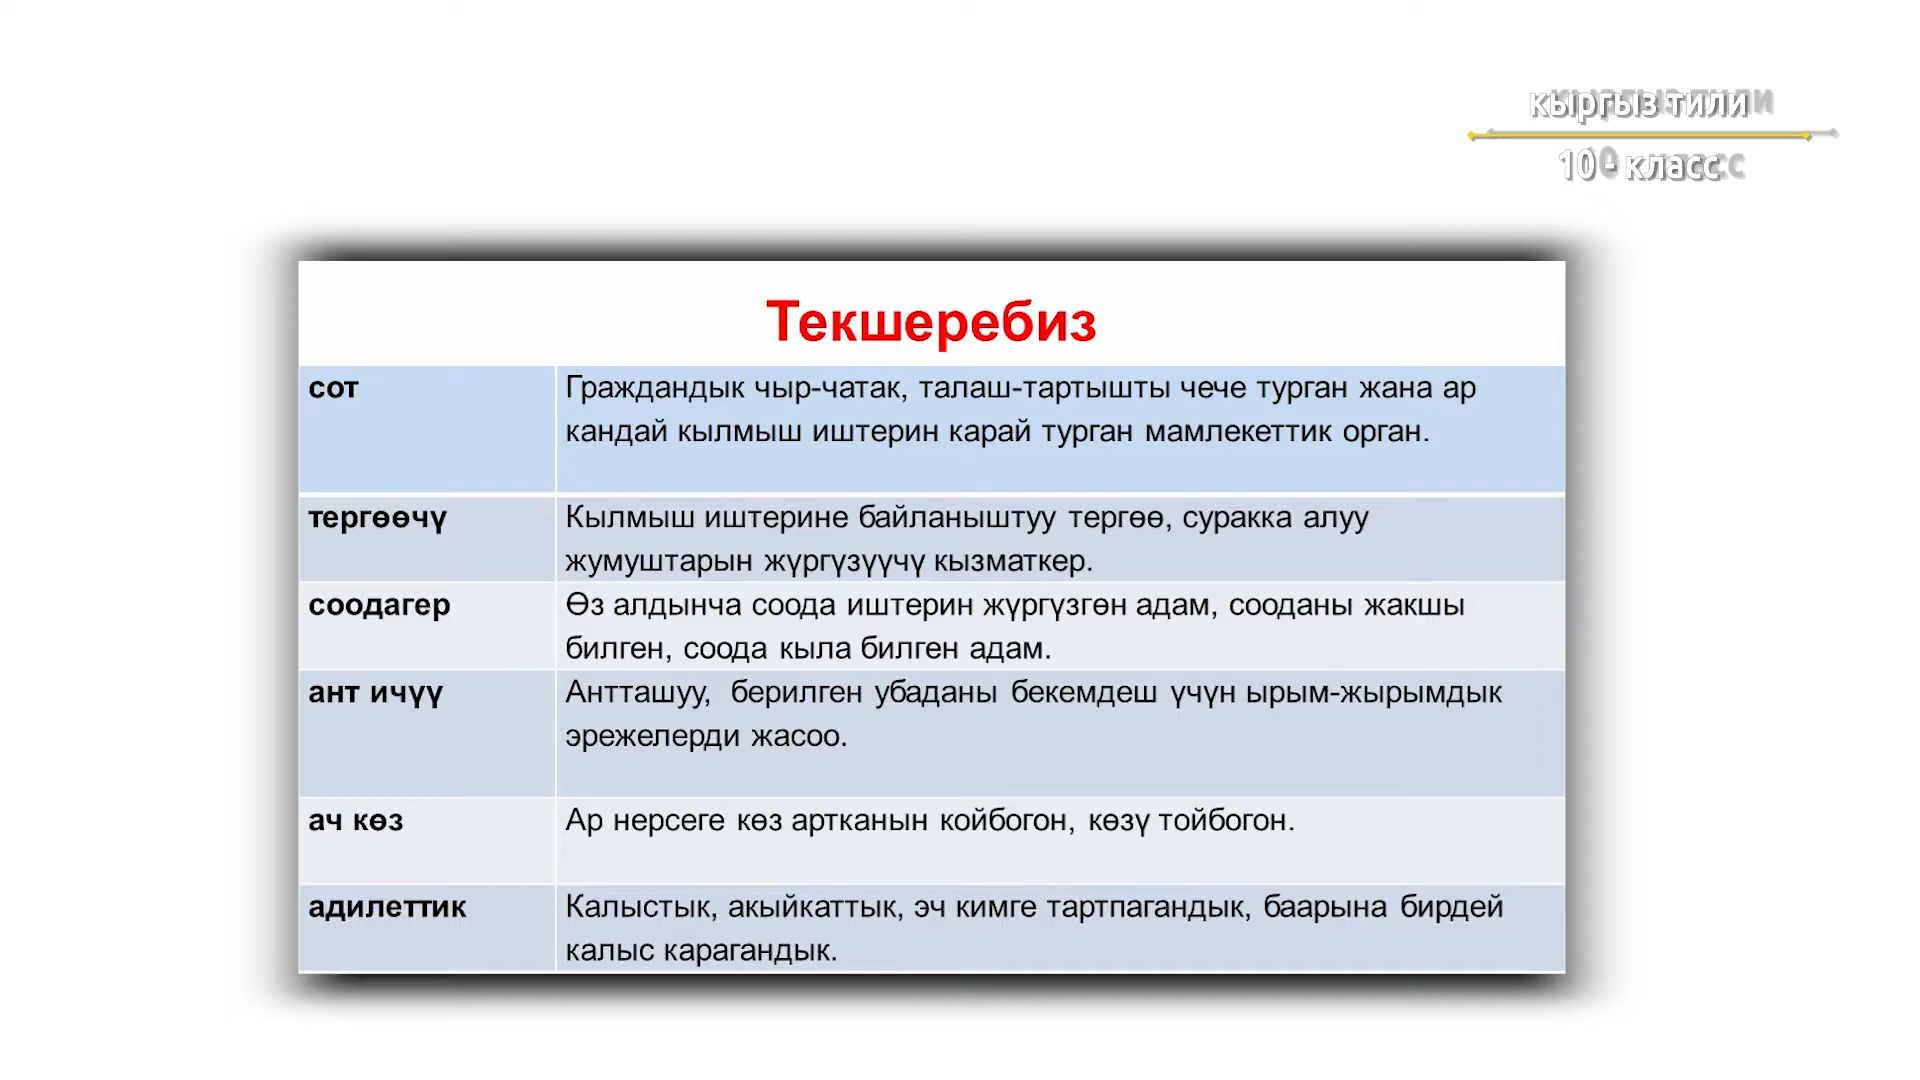 кыргыз тили
10 - класс
Текшеребиз
сот
Граждандык чыр-чатак, талаш-тартышты чече турган жана ар
кандай кылмыш иштерин карай турган мамлекеттик орган.
тергөөчү
Кылмыш иштерине байланыштуу тергөө, суракка алуу
жумуштарын жүргүзүүчү кызматкер.
соодагер
Өз алдынча соода иштерин жүргүзгөн адам, сооданы жакшы
билген, соода кыла билген адам.
ант ичүү
Антташуу, берилген убаданы бекемдеш үчүн ырым-жырымдык
эрежелерди жасоо.
ач көз
Ар нерсеге көз артканын койбогон, көзү тойбогон.
адилеттик
Калыстык, акыйкаттык, эч кимге тартпагандык, баарына бирдей
калыс карагандык.